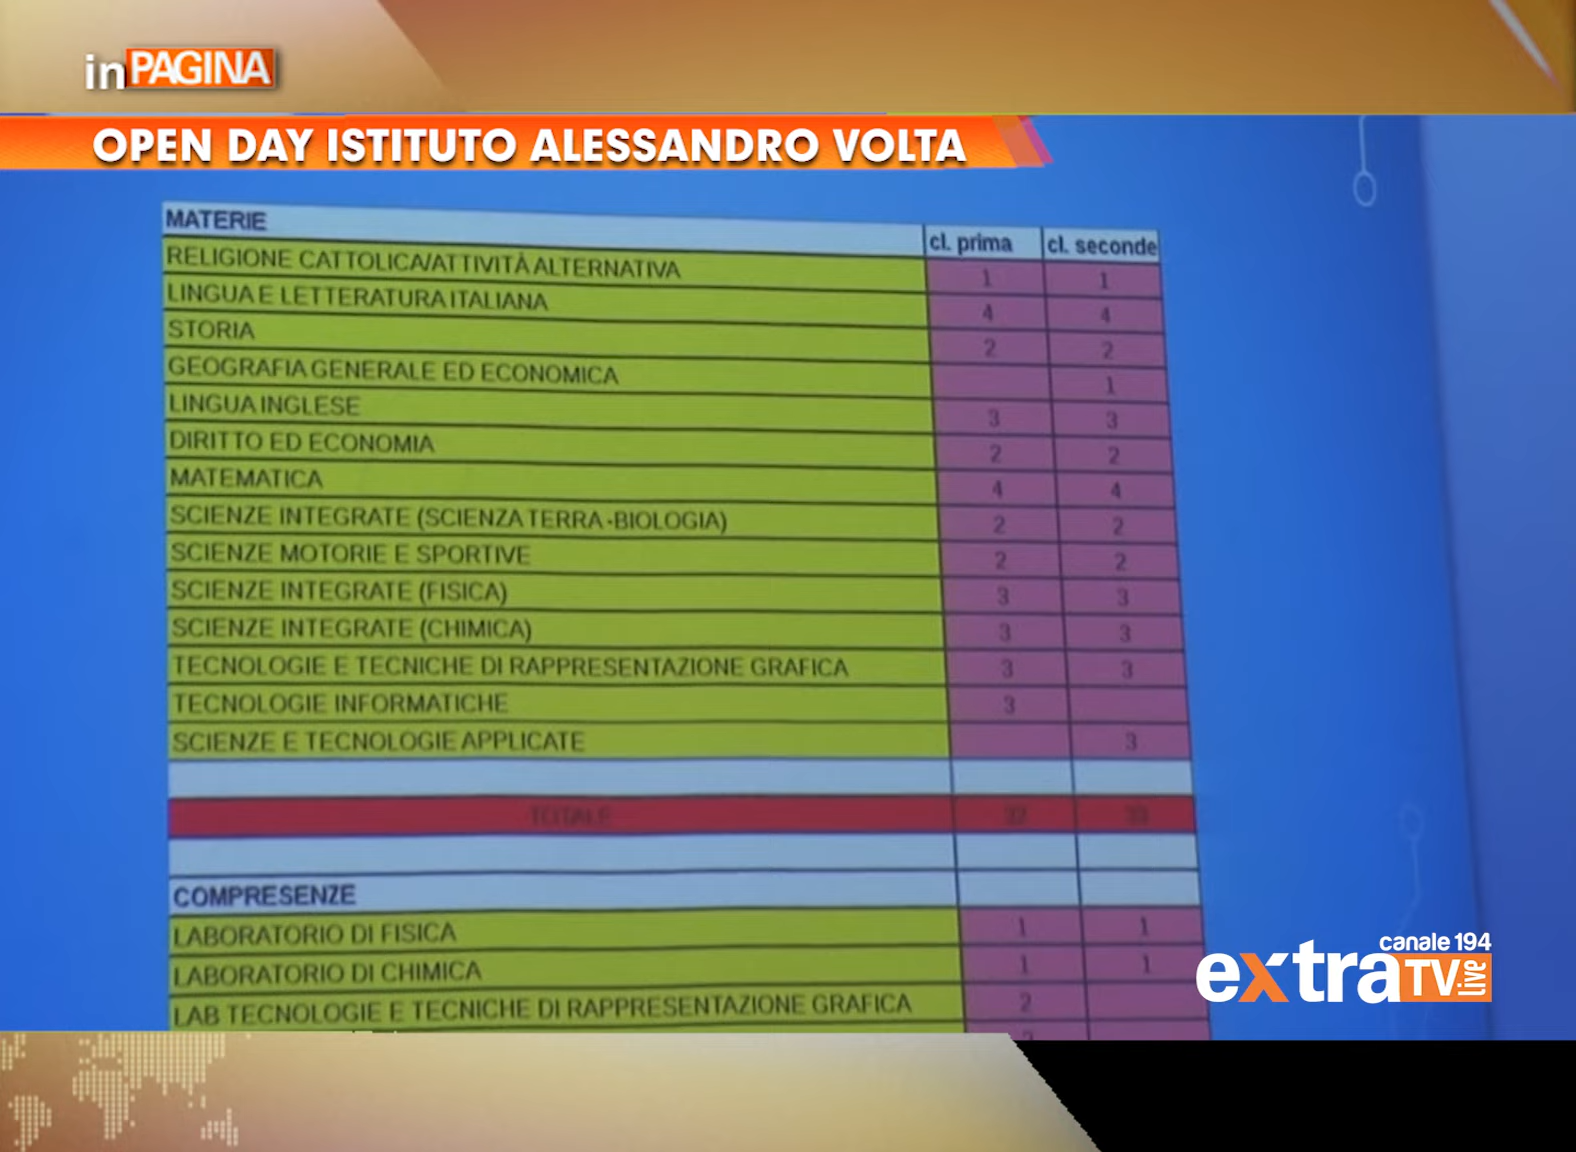 inPAGINA
OPEN DAY ISTITUTO ALESSANDRO VOLTA
MATERIE cl. prima cl. seconde
RELIGIONE CATTOLICA/ATTIVITÀ ALTERNATIVA 1 1
LINGUA E LETTERATURA ITALIANA 4 4
STORIA 2 2
GEOGRAFIA GENERALE ED ECONOMICA 1
LINGUA INGLESE 3 3
DIRITTO ED ECONOMIA 2 2
MATEMATICA 4 4
SCIENZE INTEGRATE (SCIENZA TERRA -BIOLOGIA) 2 2
SCIENZE MOTORIE E SPORTIVE 2 2
SCIENZE INTEGRATE (FISICA) 3 3
SCIENZE INTEGRATE (CHIMICA) 3 3
TECNOLOGIE E TECNICHE DI RAPPRESENTAZIONE GRAFICA 3 3
TECNOLOGIE INFORMATICHE 3
SCIENZE E TECNOLOGIE APPLICATE 3
TOTALE 32 33
COMPRESENZE
LABORATORIO DI FISICA 1 1
LABORATORIO DI CHIMICA 1 1
LAB TECNOLOGIE E TECNICHE DI RAPPRESENTAZIONE GRAFICA 2
canale 194
extra TV live